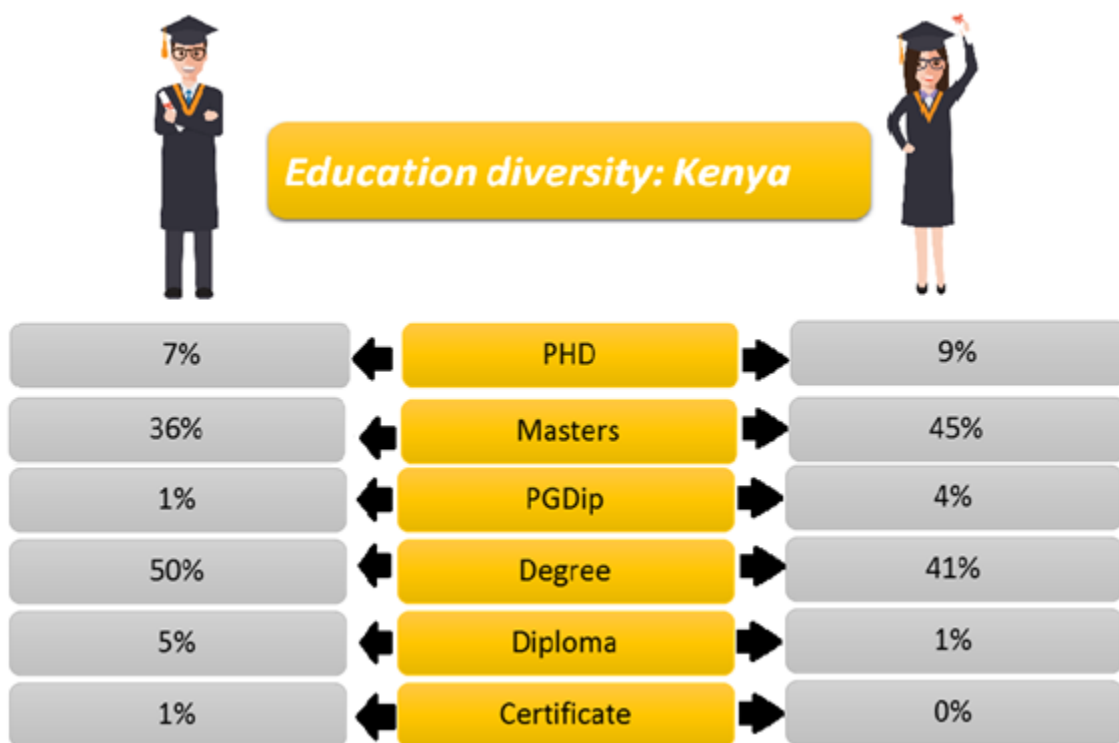 Education diversity: Kenya
7% PHD 9%
36% Masters 45%
1% PGDip 4%
50% Degree 41%
5% Diploma 1%
1% Certificate 0%